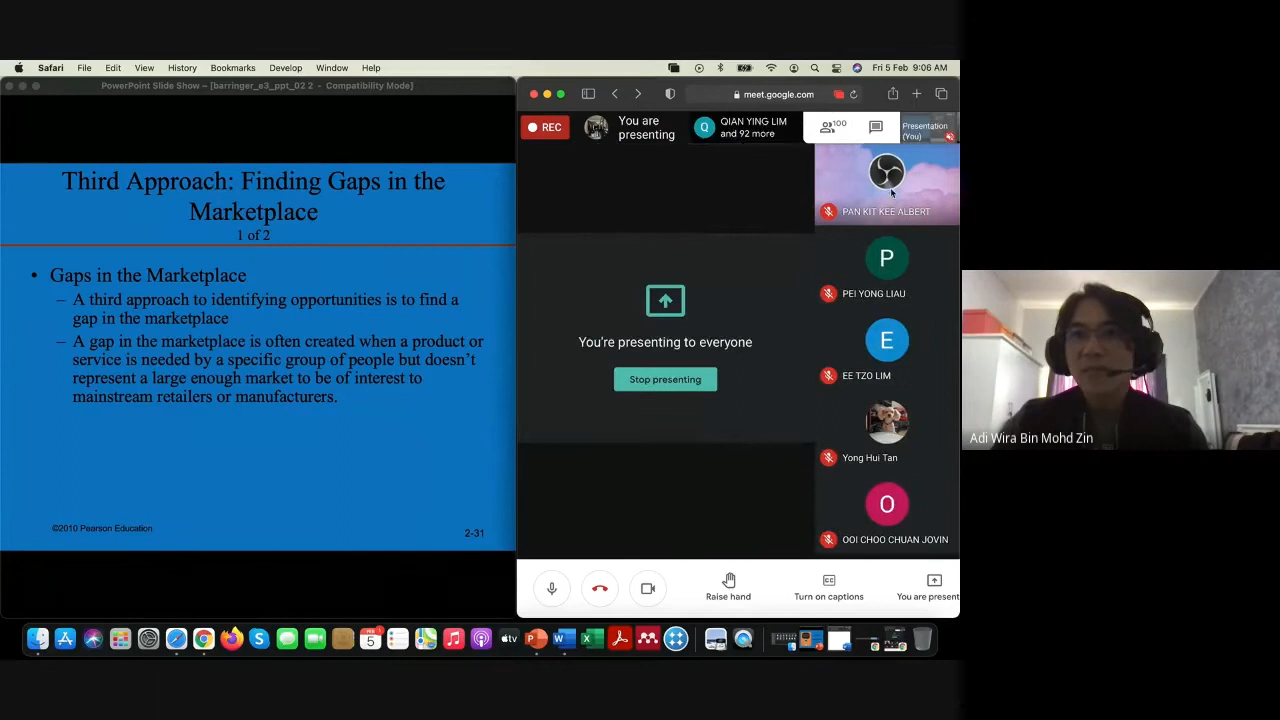 Safari File Edit View History Bookmarks Develop Window Help Fri 5 Feb 9:06 AM
PowerPoint Slide Show – [barringer_e3_ppt_02 2 - Compatibility Mode]
Third Approach: Finding Gaps in the
Marketplace
1 of 2
• Gaps in the Marketplace
– A third approach to identifying opportunities is to find a
gap in the marketplace
– A gap in the marketplace is often created when a product or
service is needed by a specific group of people but doesn't
represent a large enough market to be of interest to
mainstream retailers or manufacturers.
©2010 Pearson Education
2-31
meet.google.com
REC
You are
presenting
Q
QIAN YING LIM
and 92 more
100
Presentation
(You)
PAN KIT KEE ALBERT
P
PEI YONG LIAU
You're presenting to everyone
Stop presenting
E
EE TZO LIM
Yong Hui Tan
O
OOI CHOO CHUAN JOVIN
Raise hand
CC
Turn on captions
You are present
FEB
5
tv
Adi Wira Bin Mohd Zin